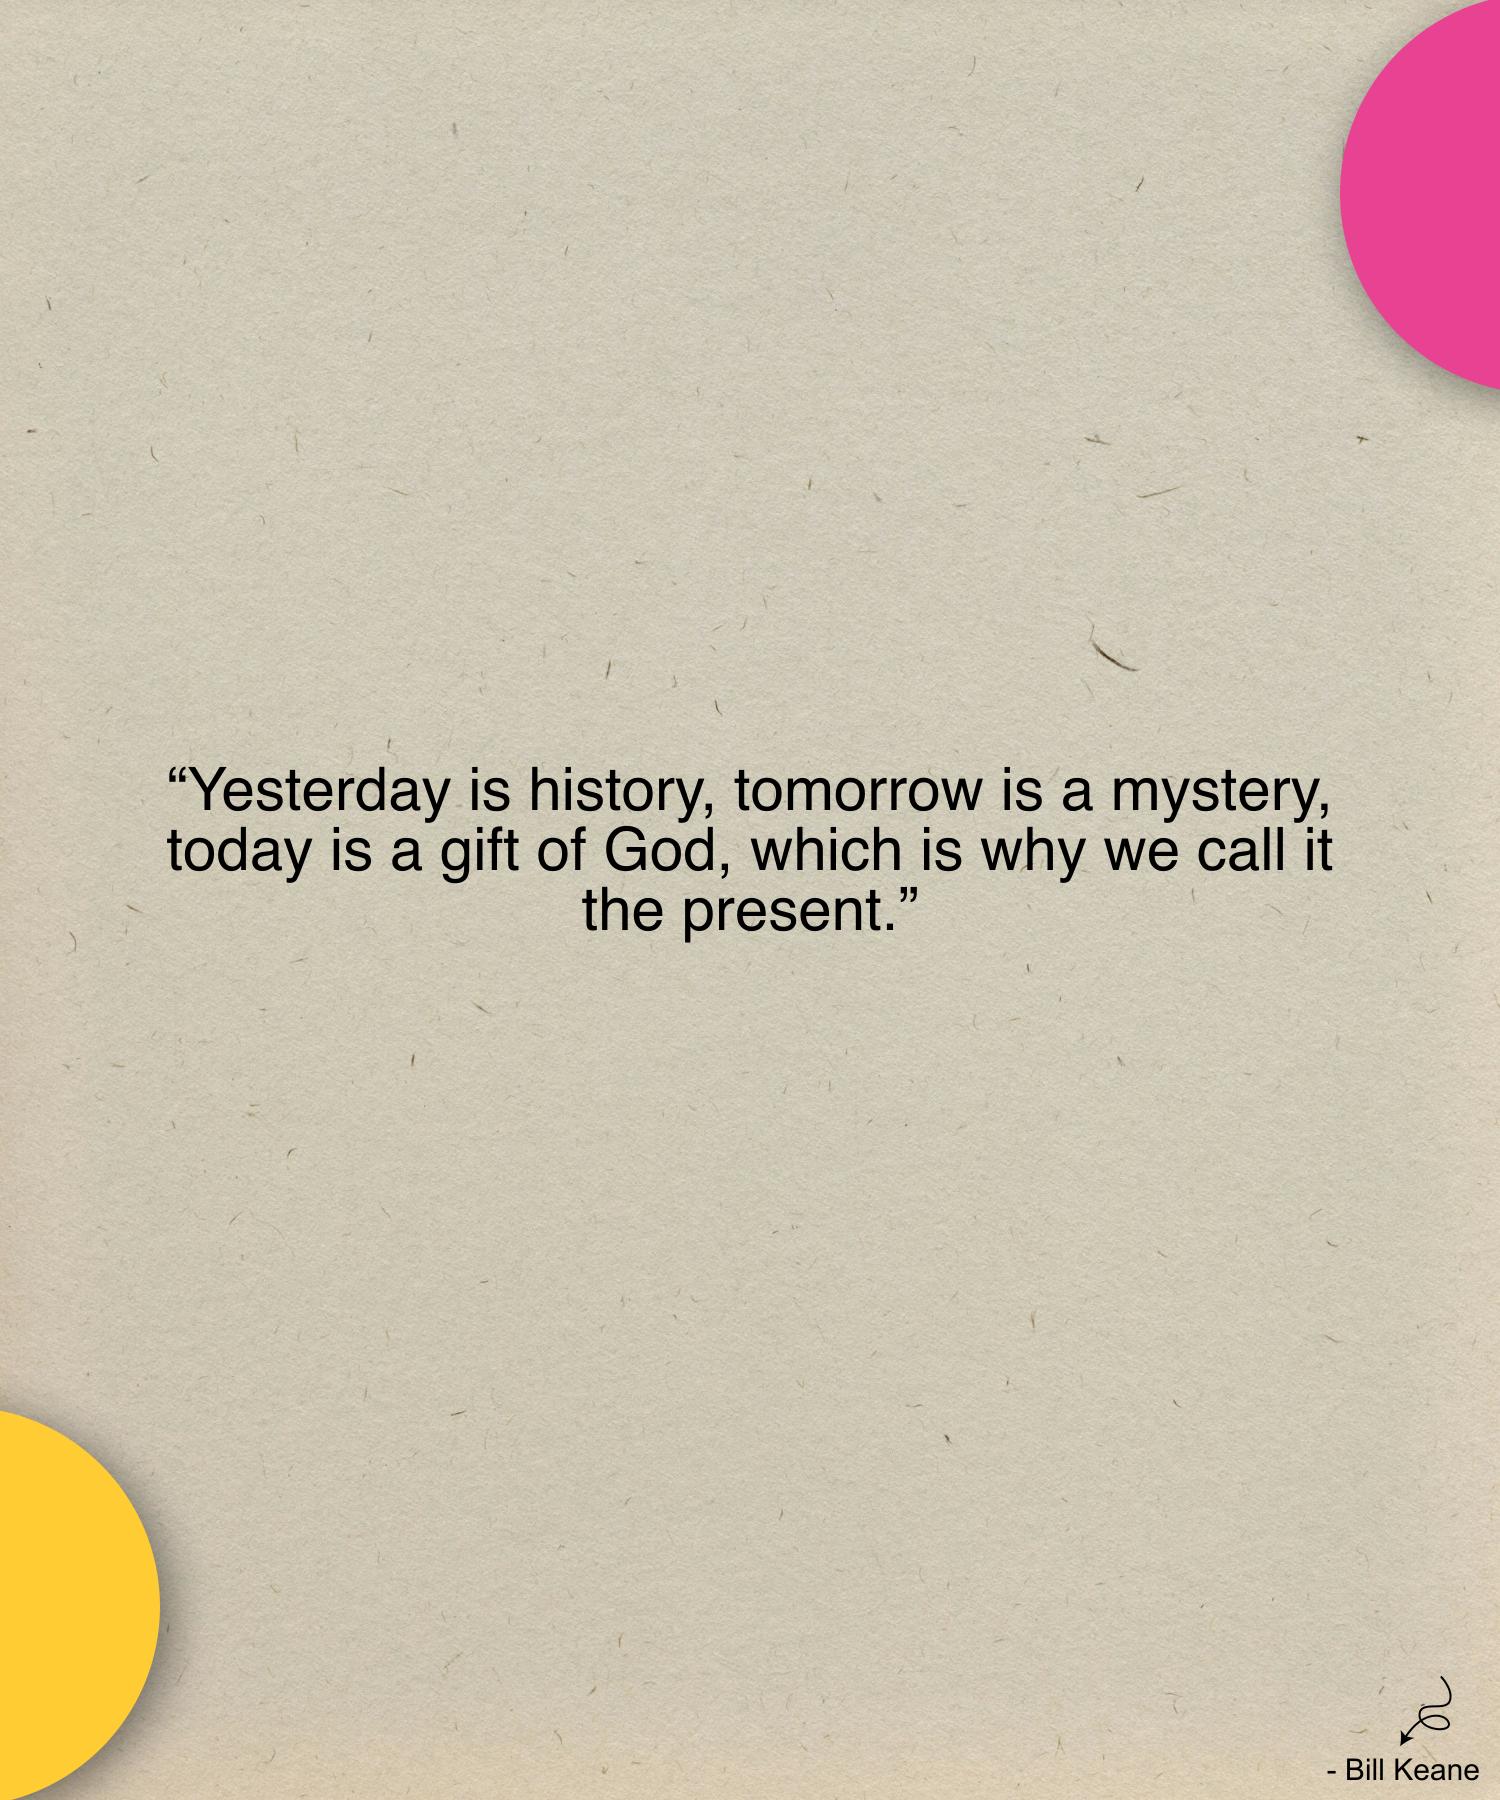 “Yesterday is history, tomorrow is a mystery,
today is a gift of God, which is why we call it
the present.”
- Bill Keane